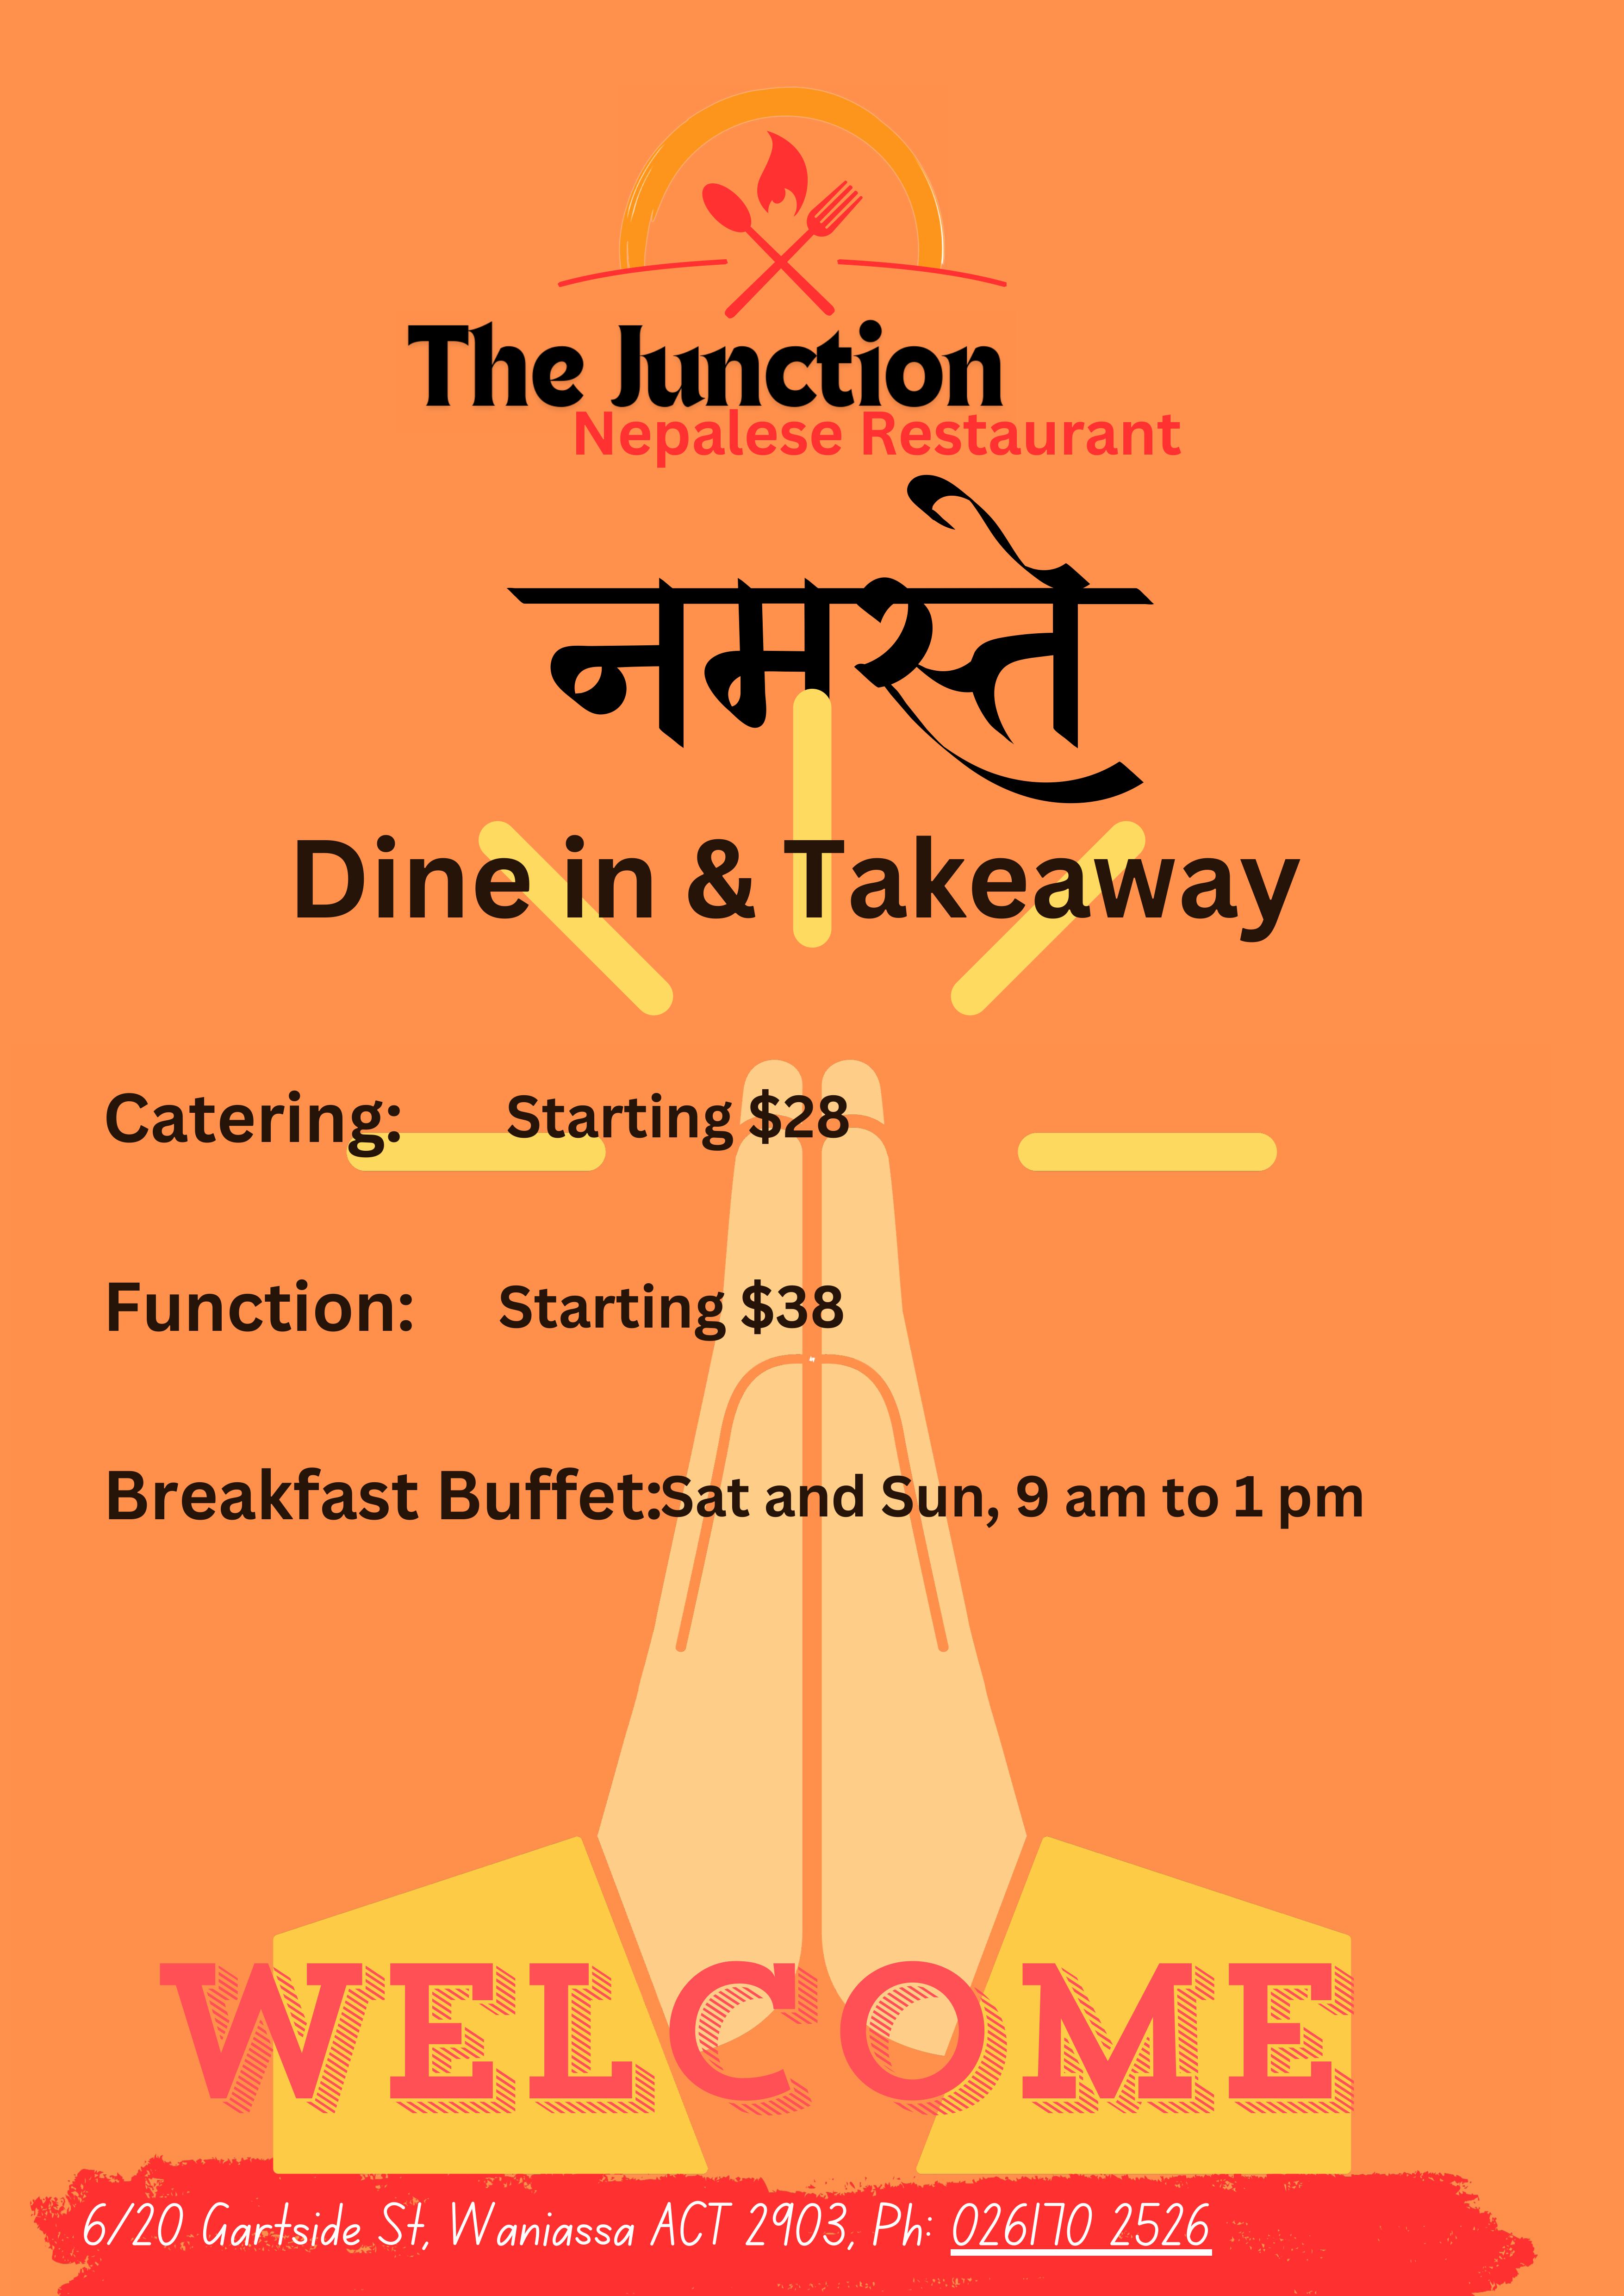 The Junction
Nepalese Restaurant
नमस्ते
Dine in & Takeaway
Catering: Starting $28
Function: Starting $38
Breakfast Buffet: Sat and Sun, 9 am to 1 pm
WELCOME
6/20 Gartside St, Waniassa ACT 2903, Ph: 026170 2526